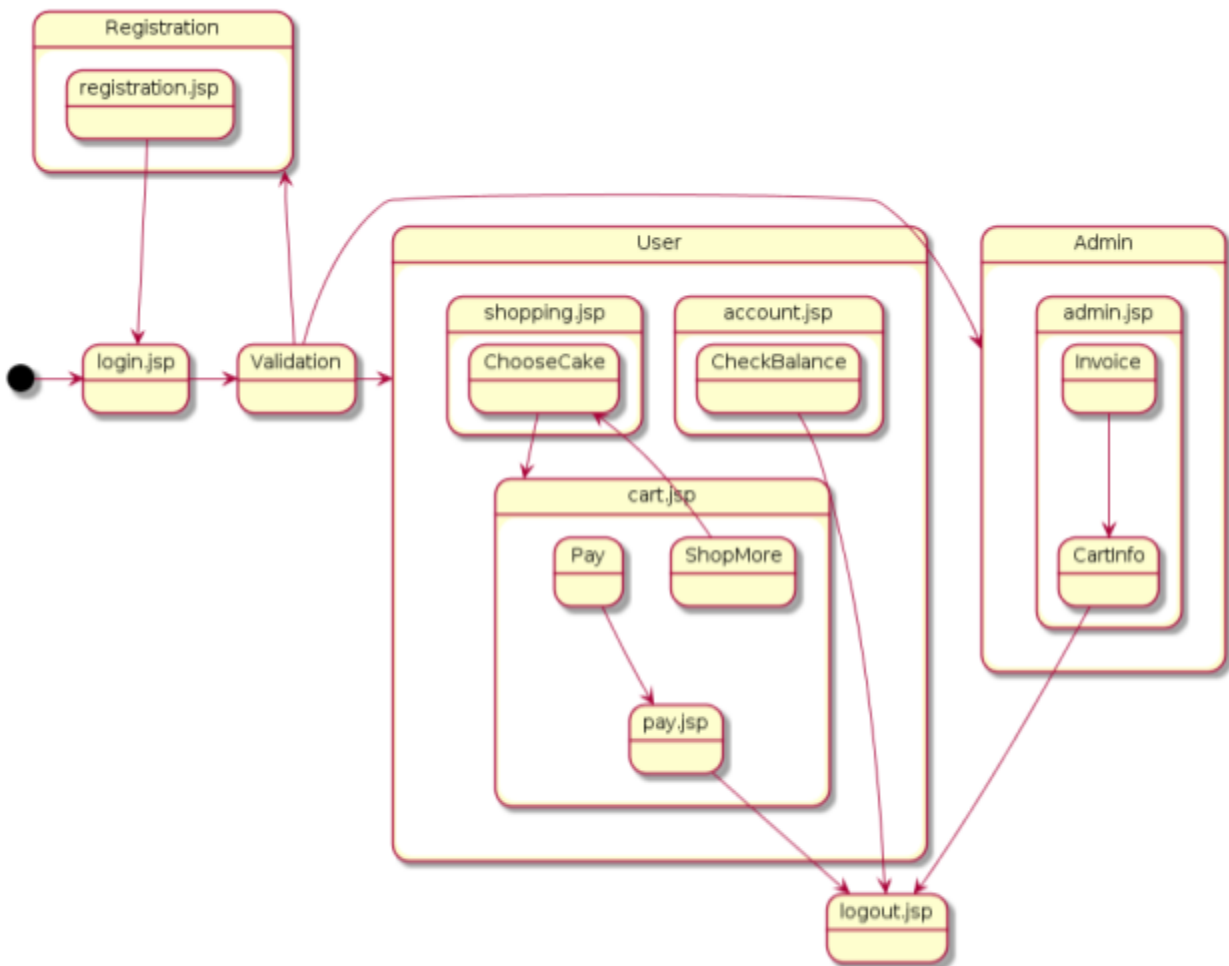 Registration
registration.jsp
User
Admin
shopping.jsp
account.jsp
admin.jsp
login.jsp
Validation
ChooseCake
CheckBalance
Invoice
cart.jsp
Pay
ShopMore
CartInfo
pay.jsp
logout.jsp